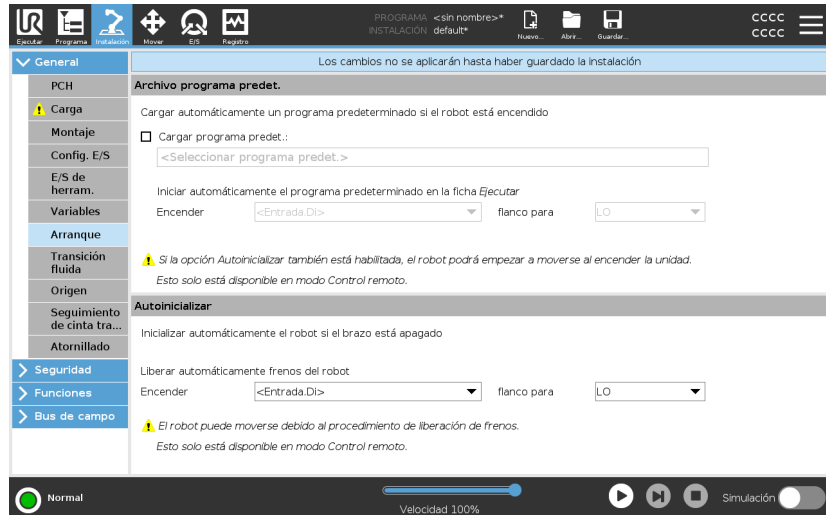 UR
PROGRAMA <sin nombre>*
INSTALACIÓN default*
CCCC
CCCC
Ejecutar Programa Instalación Mover E/S Registro Nuevo... Abrir... Guardar...
General
Los cambios no se aplicarán hasta haber guardado la instalación
PCH
Carga
Montaje
Config. E/S
E/S de
herram.
Variables
Arranque
Transición
fluida
Origen
Seguimiento
de cinta tra...
Atornillado
Seguridad
Funciones
Bus de campo
Archivo programa predet.
Cargar automáticamente un programa predeterminado si el robot está encendido
Cargar programa predet.:
<Seleccionar programa predet.>
Iniciar automáticamente el programa predeterminado en la ficha Ejecutar
Encender <Entrada.Di> flanco para LO
Si la opción Autoinicializar también está habilitada, el robot podrá empezar a moverse al encender la unidad.
Esto solo está disponible en modo Control remoto.
Autoinicializar
Inicializar automáticamente el robot si el brazo está apagado
Liberar automáticamente frenos del robot
Encender <Entrada.Di> flanco para LO
El robot puede moverse debido al procedimiento de liberación de frenos.
Esto solo está disponible en modo Control remoto.
Normal
Velocidad 100%
Simulación